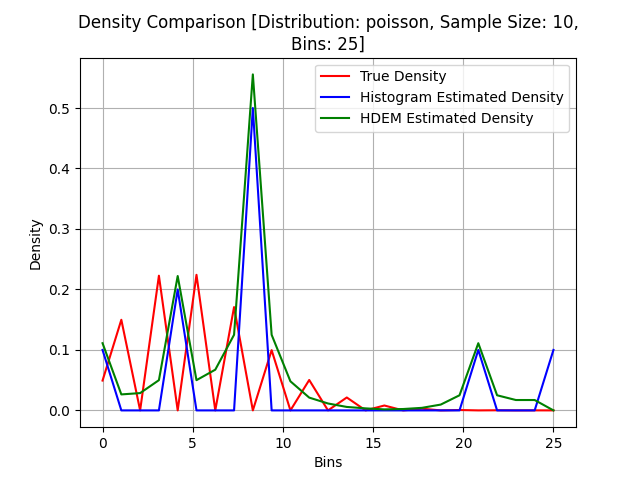 Density Comparison [Distribution: poisson, Sample Size: 10,
Bins: 25]
True Density
Histogram Estimated Density
HDEM Estimated Density
Density
0.5
0.4
0.3
0.2
0.1
0.0
0 5 10 15 20 25
Bins